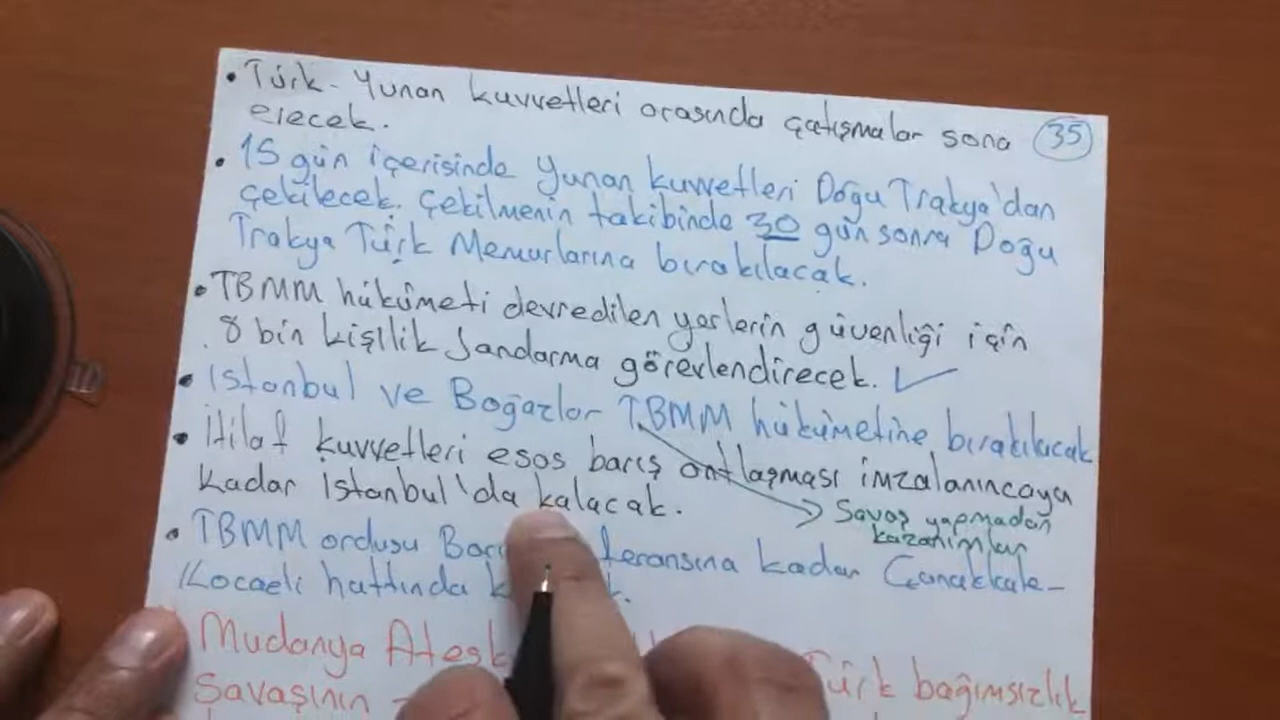 • Türk - Yunan kuvvetleri arasında çatışmalar sona 35
erecek.
• 15 gün içerisinde Yunan kuvvetleri Doğu Trakya'dan
çekilecek. Çekilmenin takibinde 30 gün sonra Doğu
Trakya Türk Memurlarına bırakılacak.
• TBMM hükümeti devredilen yerlerin güvenliği için
8 bin kişilik Jandarma görevlendirecek. ✓
• İstanbul ve Boğazlar TBMM hükümetine bırakılacak
• İtilaf kuvvetleri esas barış antlaşması imzalanıncaya
kadar İstanbul'da kalacak.
→ Savaş yapmadan
kazanımlar
• TBMM ordusu kadar Çanakkale-
Kocaeli hattında
Mudanya Türk bağımsızlık
Savaşının